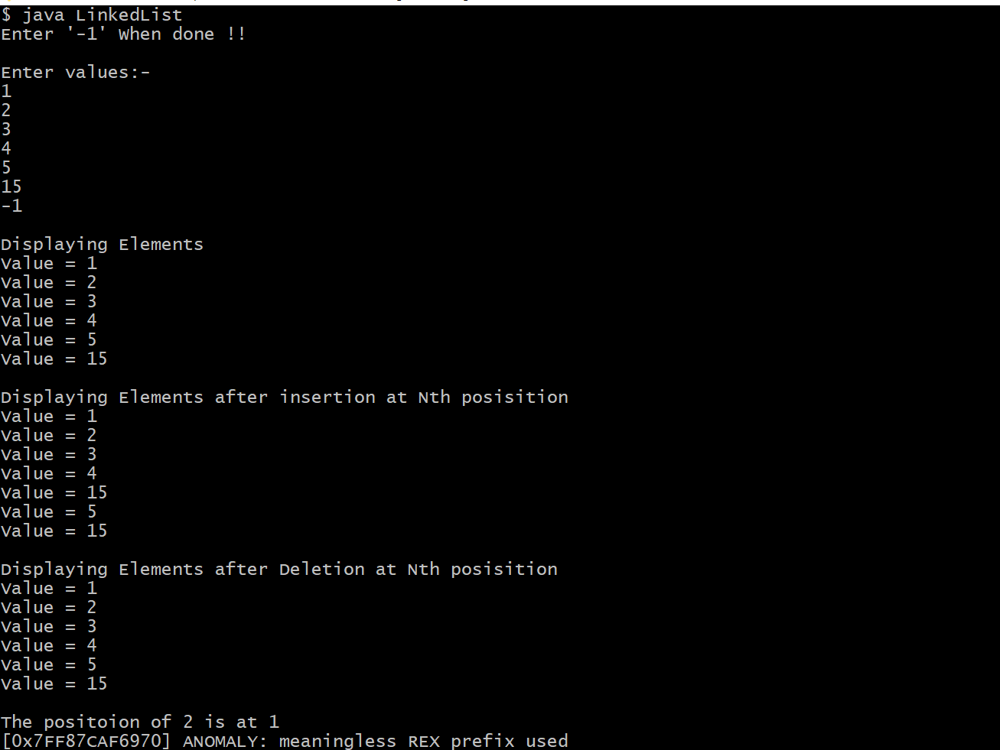 $ java LinkedList
Enter '-1' When done !!
Enter values:-
1
2
3
4
5
15
-1
Displaying Elements
Value = 1
Value = 2
Value = 3
Value = 4
Value = 5
Value = 15
Displaying Elements after insertion at Nth posisition
Value = 1
Value = 2
Value = 3
Value = 4
Value = 15
Value = 5
Value = 15
Displaying Elements after Deletion at Nth posisition
Value = 1
Value = 2
Value = 3
Value = 4
Value = 5
Value = 15
The positoion of 2 is at 1
[0x7FF87CAF6970] ANOMALY: meaningless REX prefix used